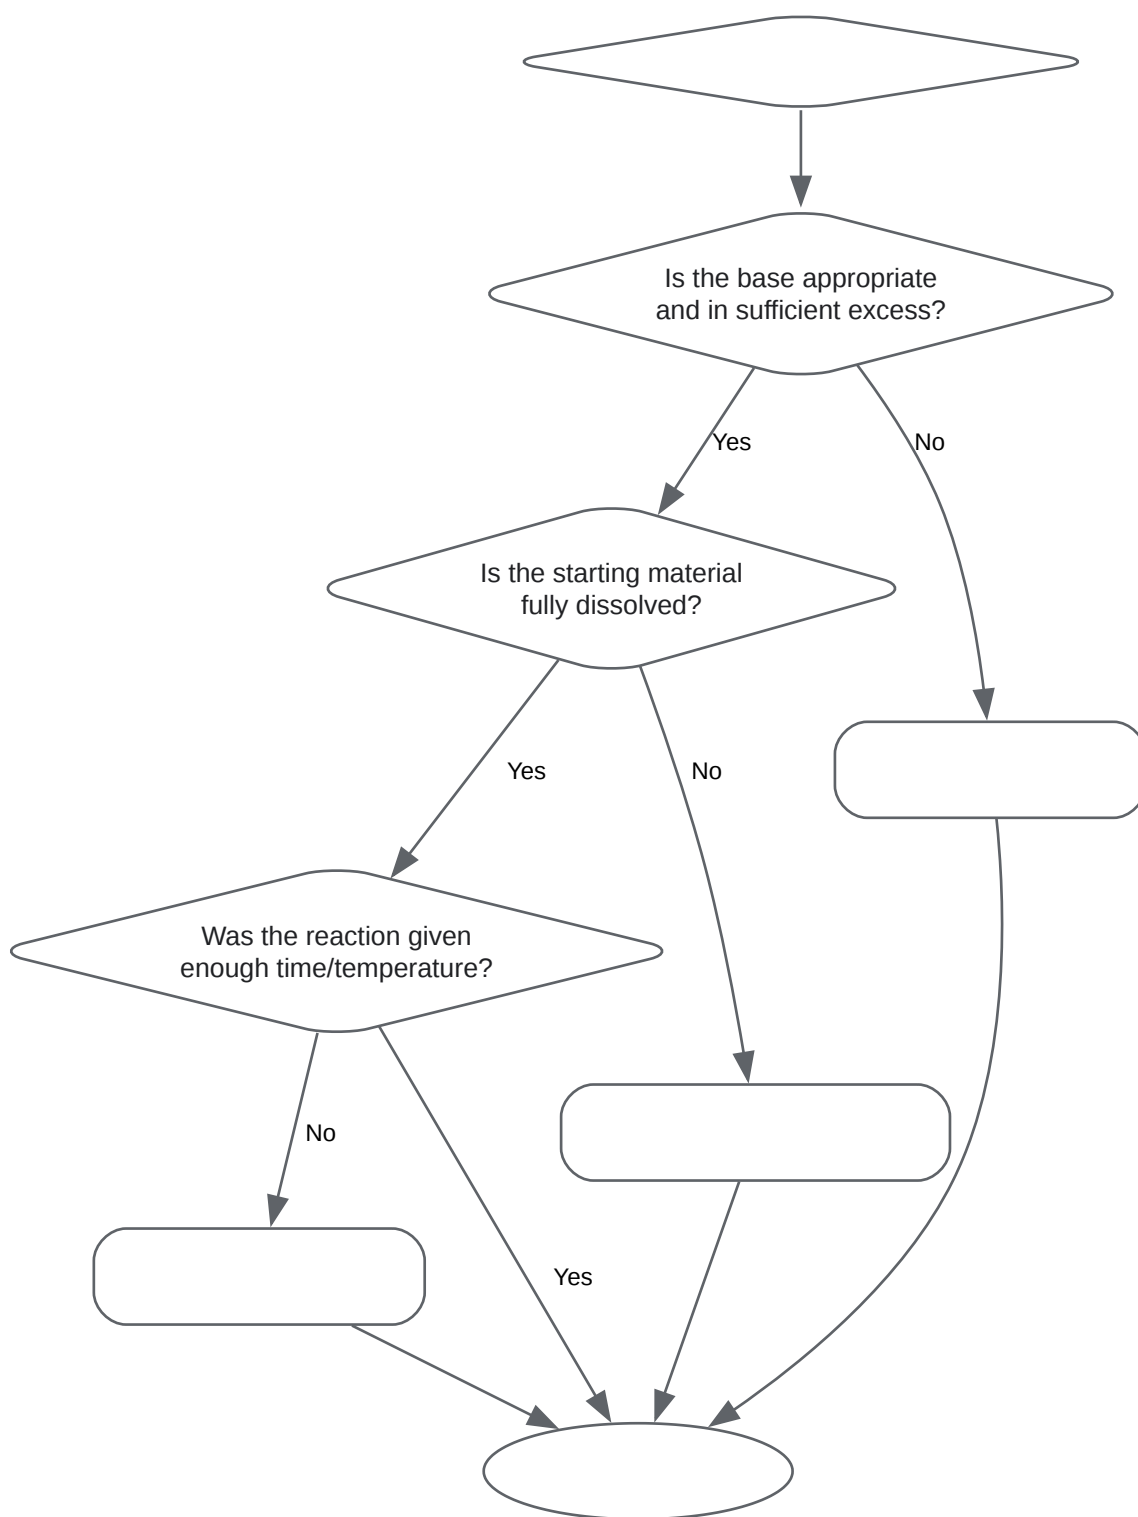 Is the base appropriate
and in sufficient excess?
Yes
No
Is the starting material
fully dissolved?
Yes
No
Was the reaction given
enough time/temperature?
No
Yes